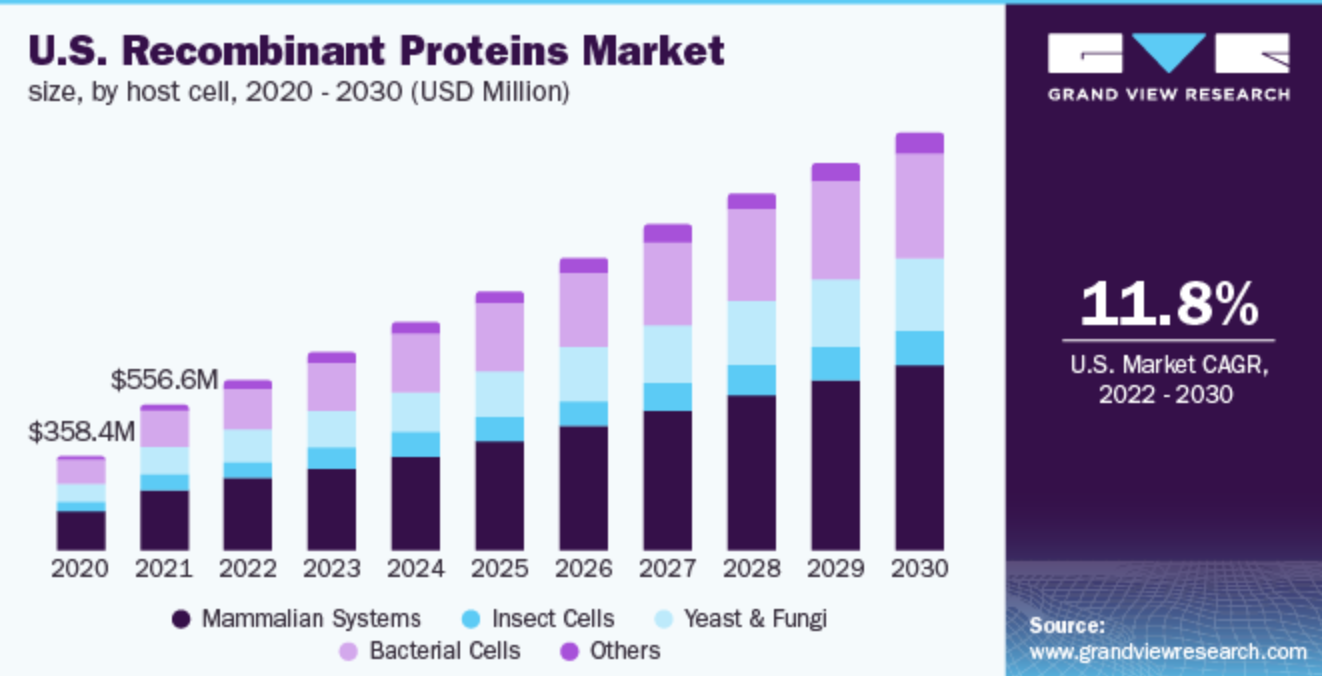 U.S. Recombinant Proteins Market
size, by host cell, 2020 - 2030 (USD Million)
$556.6M
$358.4M
2020 2021 2022 2023 2024 2025 2026 2027 2028 2029 2030
Mammalian Systems Insect Cells Yeast & Fungi
Bacterial Cells Others
GRAND VIEW RESEARCH
11.8%
U.S. Market CAGR,
2022 - 2030
Source:
www.grandviewresearch.com